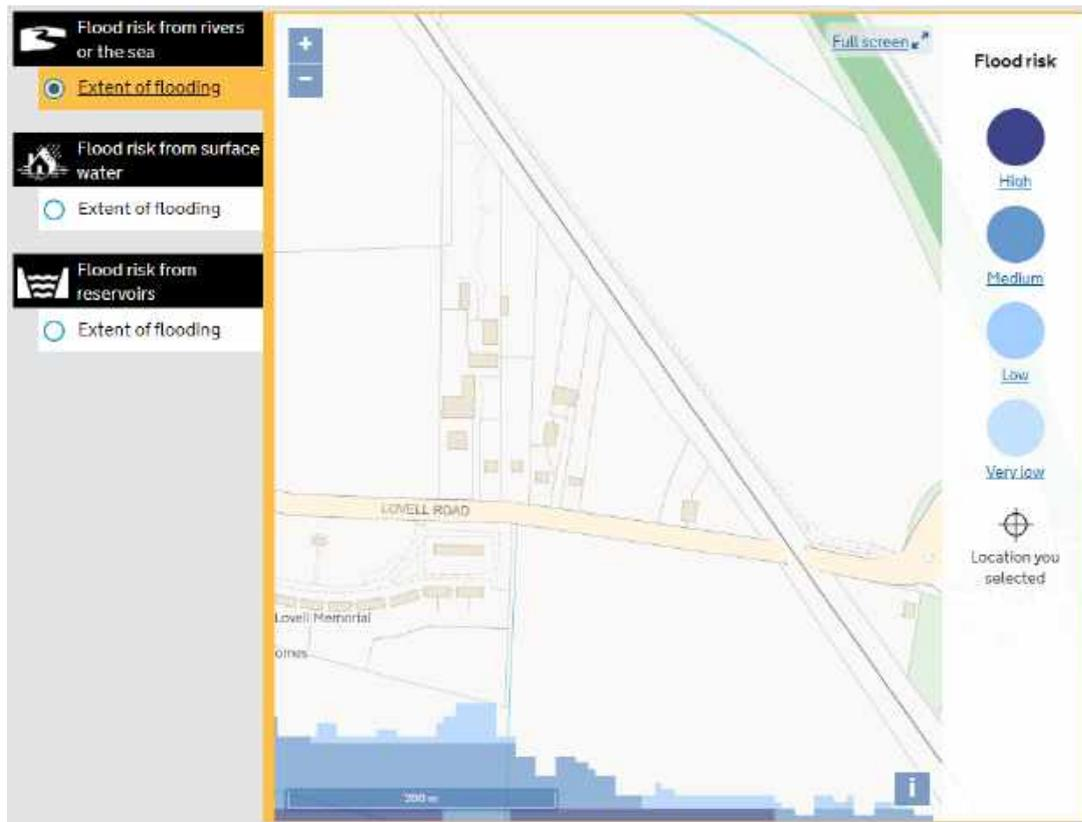 Flood risk from rivers
or the sea
Extent of flooding
Flood risk from surface
water
Extent of flooding
Flood risk from
reservoirs
Extent of flooding
+
−
Full screen
LOVELL ROAD
Lovell Memorial
omes
200 m
i
Flood risk
High
Medium
Low
Very low
Location you
selected